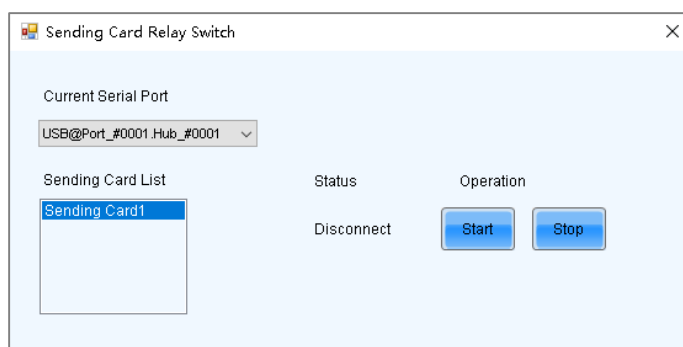 Sending Card Relay Switch
Current Serial Port
USB@Port_#0001.Hub_#0001
Sending Card List
Status
Operation
Sending Card1
Disconnect
Start
Stop